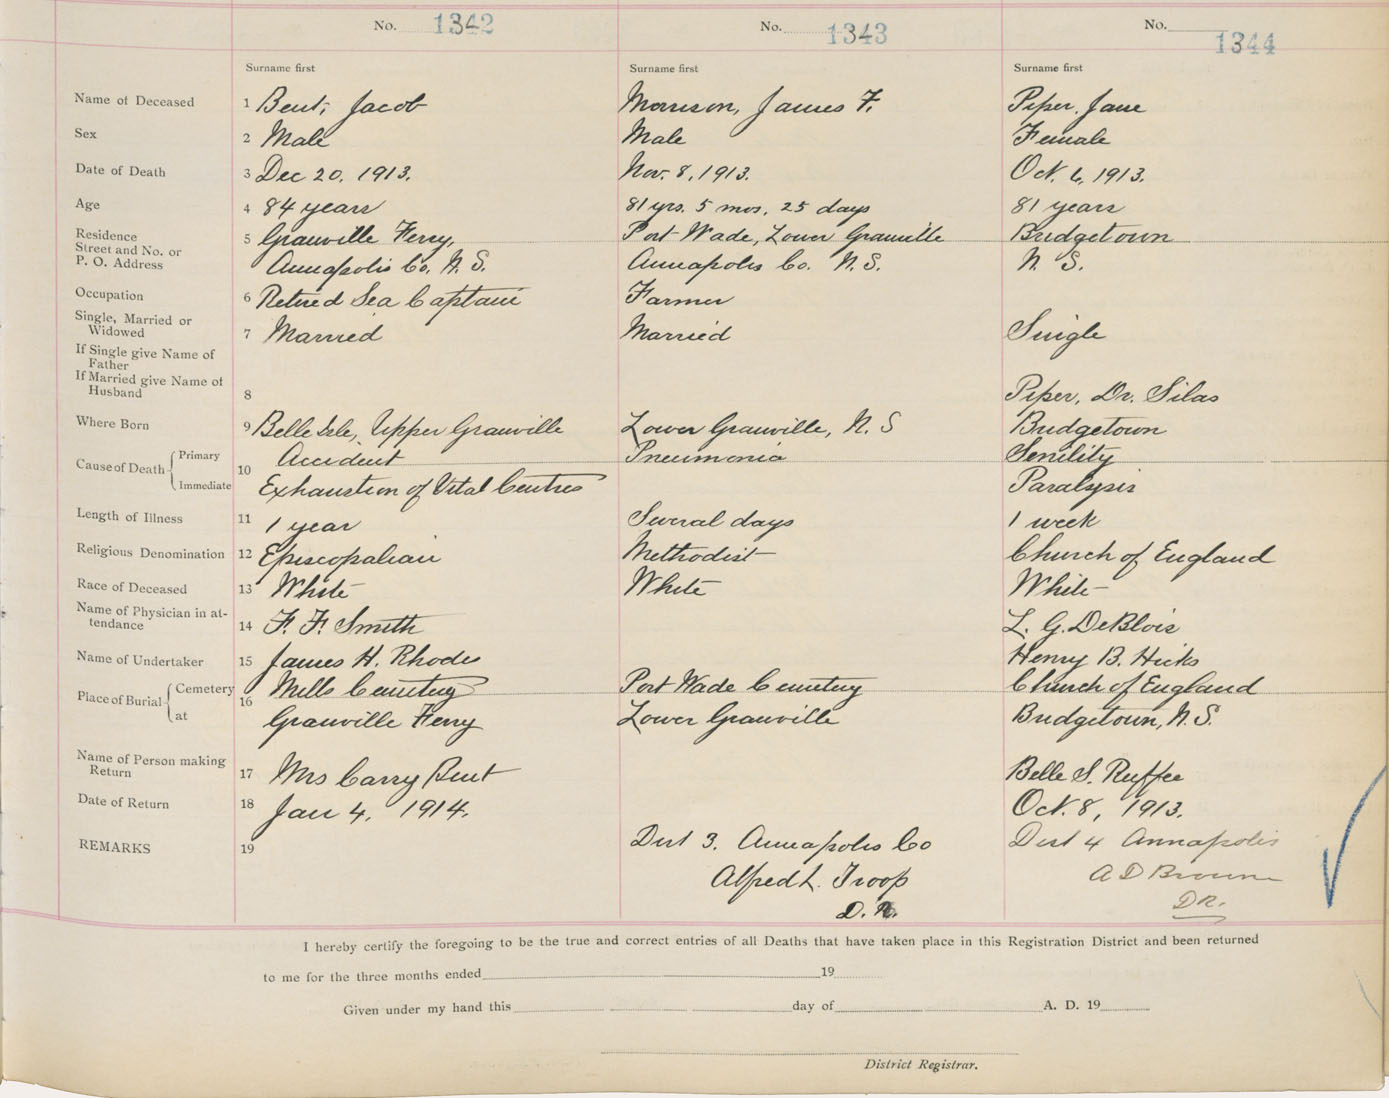 No. 1342 No. 1343 No. 1344
Surname first Surname first Surname first
Name of Deceased 1 Bent, Jacob Morrison, James F. Piper, Jane
Sex 2 Male Male Female
Date of Death 3 Dec 20, 1913. Nov. 8, 1913. Oct. 6, 1913.
Age 4 84 years 81 yrs. 5 mos. 25 days 81 years
Residence
Street and No. or 5 Granville Ferry, Port Wade, Lower Granville Bridgetown
P. O. Address Annapolis Co. N. S. Annapolis Co. N. S. N. S.
Occupation 6 Retired Sea Captain Farmer
Single, Married or
Widowed 7 Married Married Single
If Single give Name of
Father
If Married give Name of
Husband 8 Piper, Dr. Silas
Where Born 9 Belle Isle, Upper Granville Lower Granville, N. S Bridgetown
Cause of Death Primary 10 Accident Pneumonia Senility
Immediate Exhaustion of Vital Centres Paralysis
Length of Illness 11 1 year Several days 1 week
Religious Denomination 12 Episcopalian Methodist Church of England
Race of Deceased 13 White White White
Name of Physician in at-
tendance 14 F. F. Smith L. G. DeBlois
Name of Undertaker 15 James H. Rhodes Henry B. Hicks
Place of Burial Cemetery 16 Mills Cemetery Port Wade Cemetery Church of England
at Granville Ferry Lower Granville Bridgetown, N. S.
Name of Person making
Return 17 Mrs Carry Bent Belle S. Ruffee
Date of Return 18 Jan 4, 1914. Oct. 8, 1913.
REMARKS 19 Dist 3. Annapolis Co Dist 4 Annapolis
Alfred L. Troop A D Brown
D. R. DR.
I hereby certify the foregoing to be the true and correct entries of all Deaths that have taken place in this Registration District and been returned
to me for the three months ended 19
Given under my hand this day of A. D. 19
District Registrar.